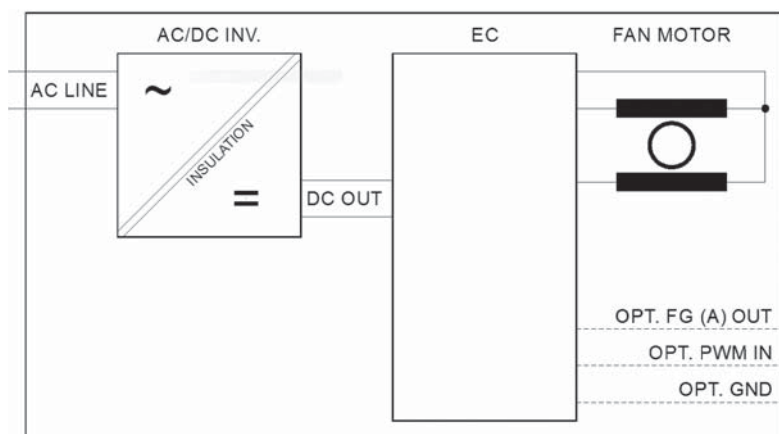 AC/DC INV.
EC
FAN MOTOR
AC LINE
~
INSULATION
=
DC OUT
OPT. FG (A) OUT
OPT. PWM IN
OPT. GND